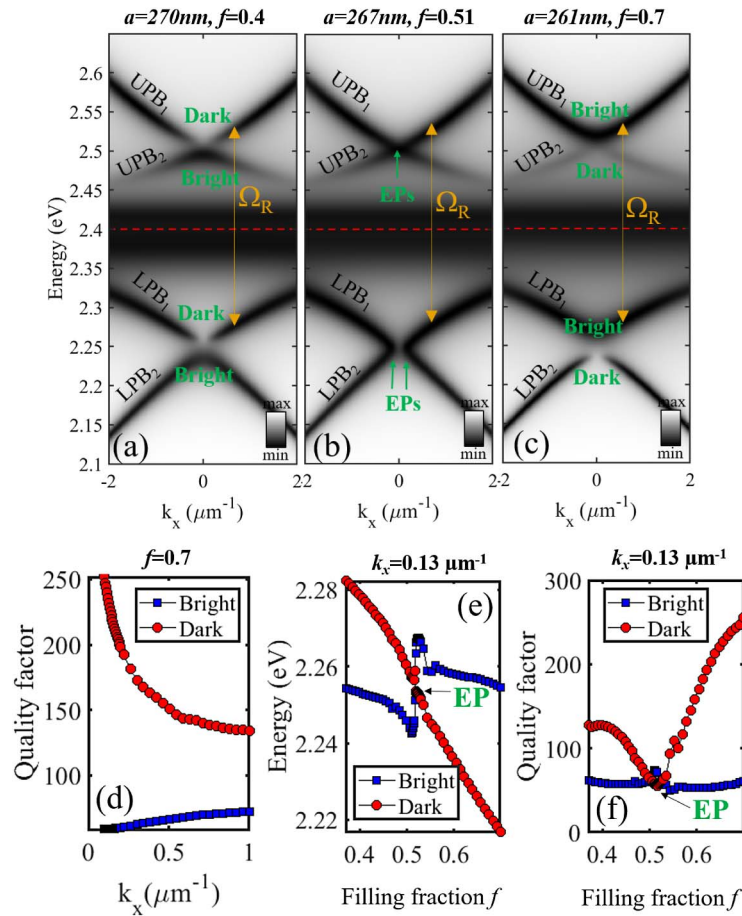 a=270nm, f=0.4
a=267nm, f=0.51
a=261nm, f=0.7
Energy (eV)
2.6
2.55
2.5
2.45
2.4
2.35
2.3
2.25
2.2
2.15
2.1
UPB1
Dark
UPB2
Bright
ΩR
LPB1
Dark
LPB2
Bright
max
min
(a)
-2 0 2
kx (μm-1)
UPB1
UPB2
EPs
ΩR
LPB1
LPB2
EPs
max
min
(b)
-2 0 2
kx (μm-1)
UPB1
Bright
UPB2
Dark
ΩR
LPB1
Bright
LPB2
Dark
max
min
(c)
-2 0 2
kx (μm-1)
f=0.7
Quality factor
250
200
150
100
Bright
Dark
(d)
0 0.5 1
kx(μm-1)
kx=0.13 μm-1
Energy (eV)
2.28
2.26
2.24
2.22
(e)
EP
Bright
Dark
0.4 0.5 0.6
Filling fraction f
kx=0.13 μm-1
Quality factor
300
200
100
0
Bright
Dark
(f)
EP
0.4 0.5 0.6
Filling fraction f